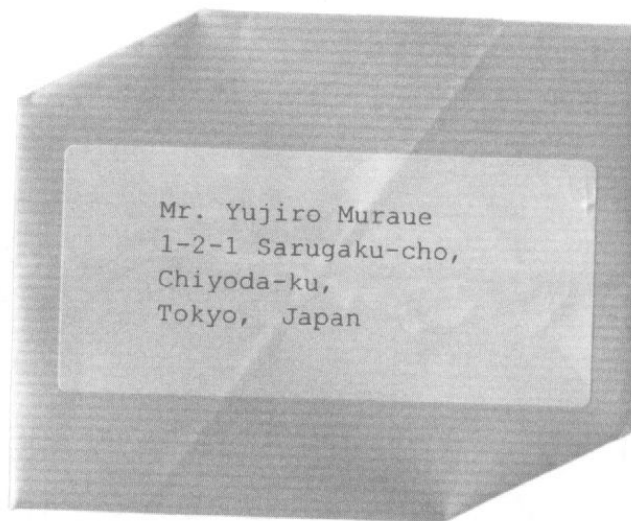 Mr. Yujiro Muraue
1-2-1 Sarugaku-cho,
Chiyoda-ku,
Tokyo, Japan